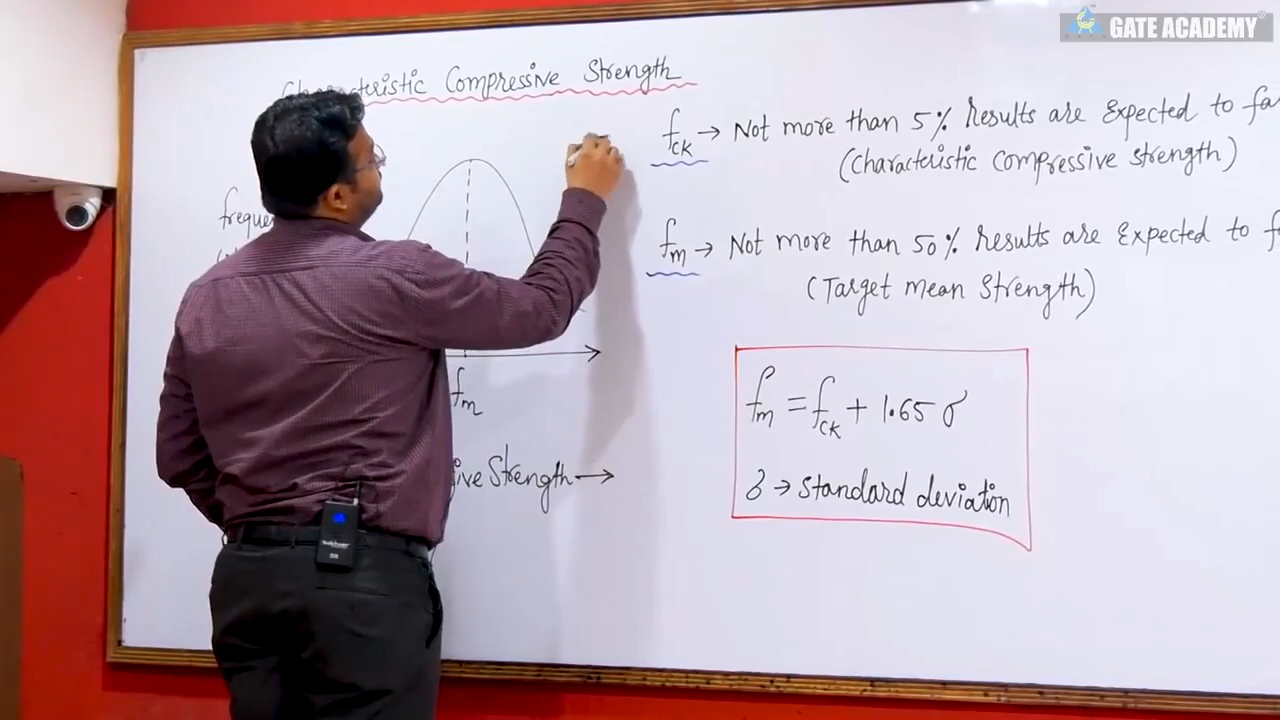 GATE ACADEMY
Characteristic Compressive Strength
fck → Not more than 5% Results are Expected to
(Characteristic Compressive Strength)
fm → Not more than 50% Results are Expected to
(Target mean Strength)
fm
Strength →
fm = fck + 1.65 σ
σ → Standard deviation